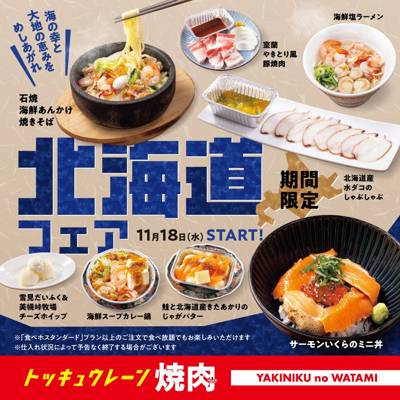 海の幸と
大地の恵みを
めしあがれ
石焼
海鮮あんかけ
焼きそば
室蘭
やきとり風
豚焼肉
海鮮塩ラーメン
北海道産
水ダコの
しゃぶしゃぶ
北海道
フェア
期間
限定
11月18日(水) START!
雪見だいふく&
美幌峠牧場
チーズホイップ
海鮮スープカレー鍋
鮭と北海道産きたあかりの
じゃがバター
サーモンいくらのミニ丼
※「食べホスタンダード」プラン以上のご注文で食べ放題でもお楽しみいただけます
※仕入れ状況によって予告なく終了する場合がございます
トッキュウレーン 焼肉
YAKINIKU no WATAMI